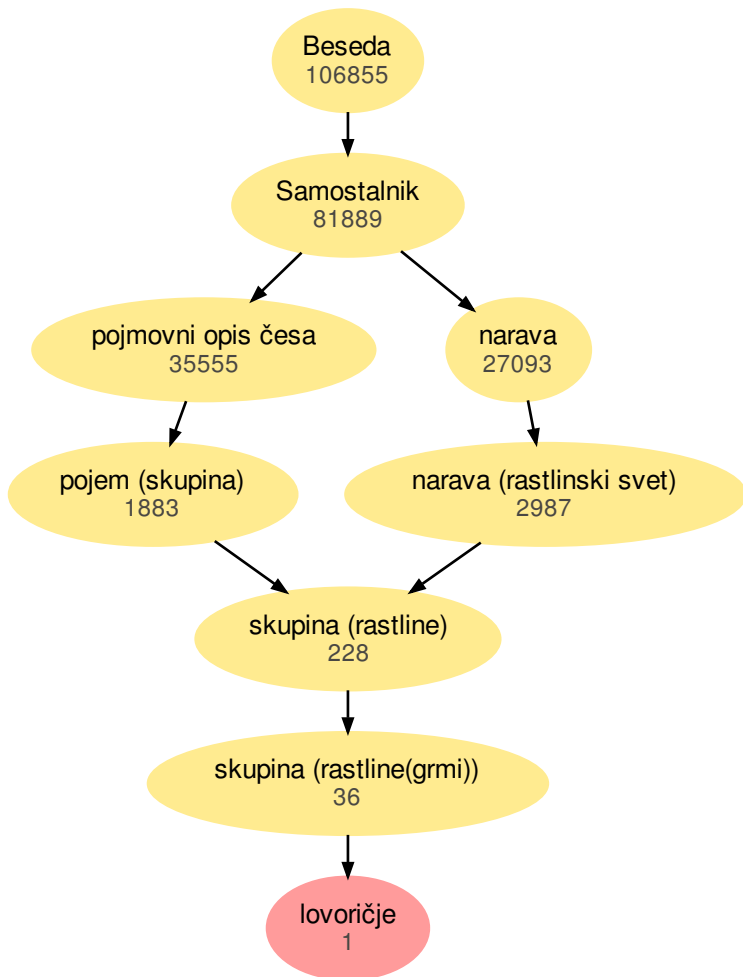 Beseda
106855
Samostalnik
81889
pojmovni opis česa
35555
narava
27093
pojem (skupina)
1883
narava (rastlinski svet)
2987
skupina (rastline)
228
skupina (rastline(grmi))
36
lovoričje
1